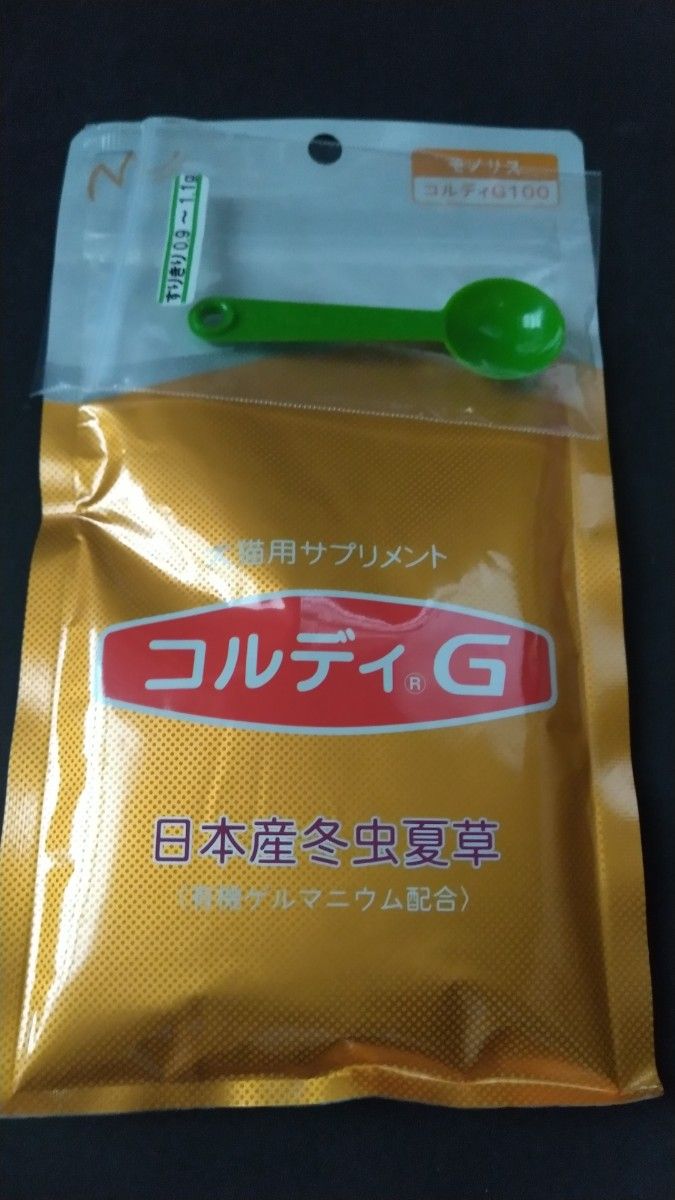 モノリス
コルディG100
すりきり0.9～1.1g
犬猫用サプリメント
コルディ®G
日本産冬虫夏草
〈有機ゲルマニウム配合〉